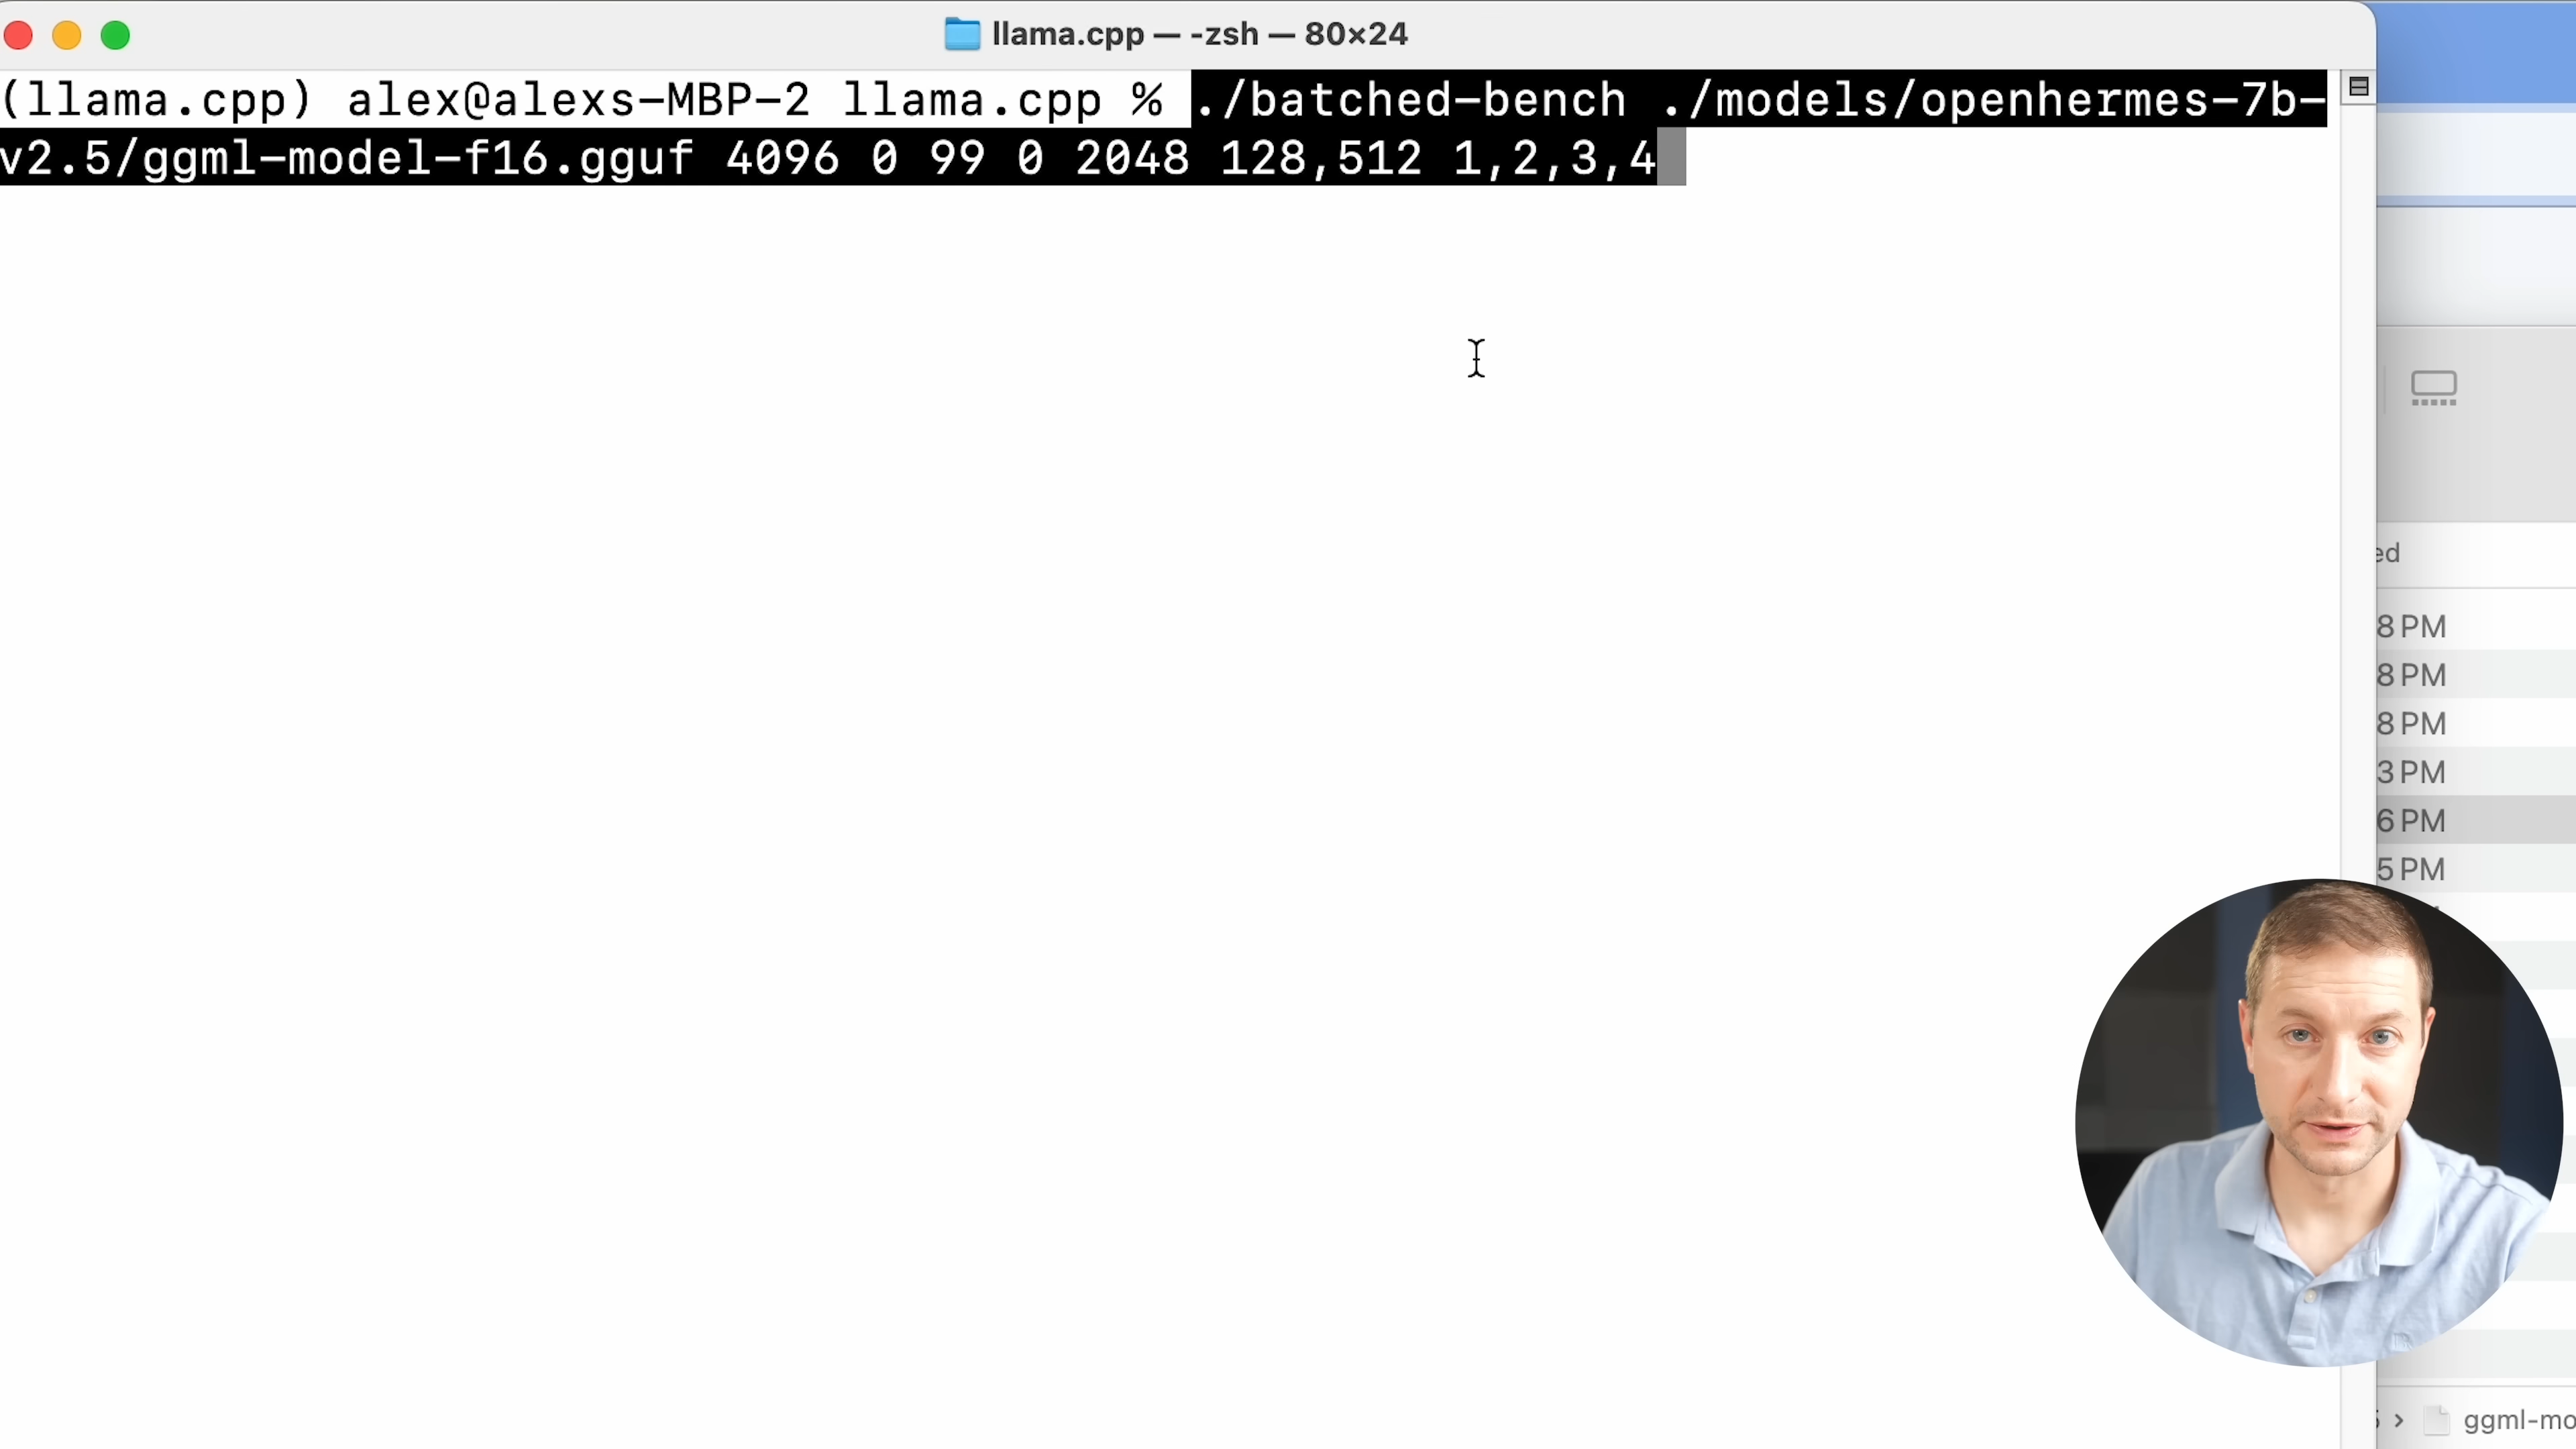 llama.cpp — -zsh — 80×24
(llama.cpp) alex@alexs-MBP-2 llama.cpp % ./batched-bench ./models/openhermes-7b-
v2.5/ggml-model-f16.gguf 4096 0 99 0 2048 128,512 1,2,3,4
ed
8 PM
8 PM
8 PM
3 PM
6 PM
5 PM
ggml-mo